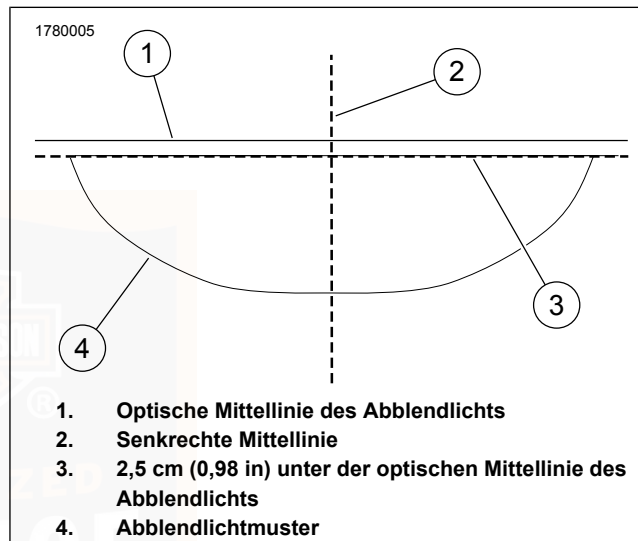 1780005
1
2
3
4
1. Optische Mittellinie des Abblendlichts
2. Senkrechte Mittellinie
3. 2,5 cm (0,98 in) unter der optischen Mittellinie des
Abblendlichts
4. Abblendlichtmuster